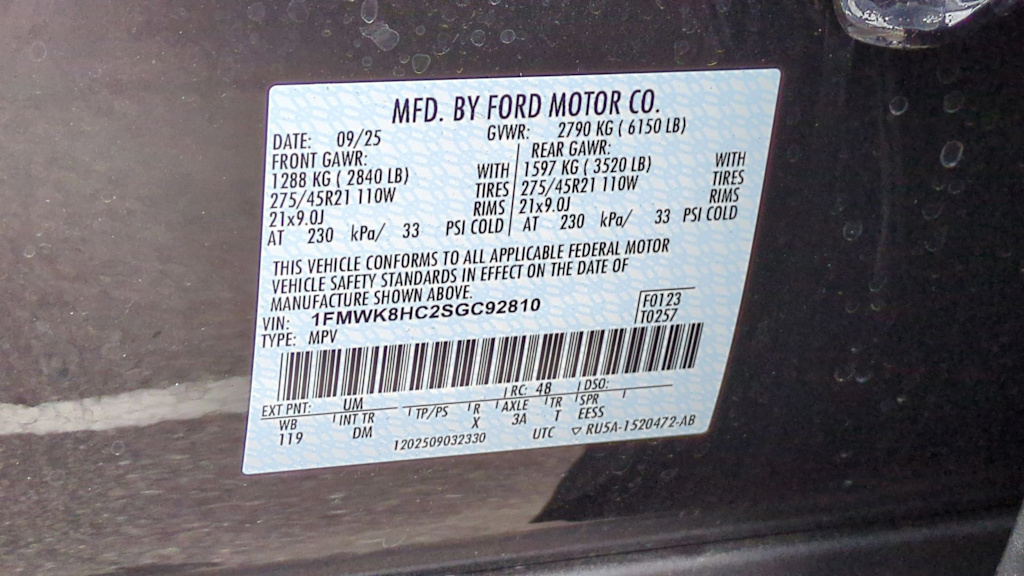 MFD. BY FORD MOTOR CO.
DATE: 09/25 GVWR: 2790 KG ( 6150 LB)
FRONT GAWR: REAR GAWR:
1288 KG ( 2840 LB) WITH 1597 KG ( 3520 LB) WITH
275/45R21 110W TIRES 275/45R21 110W TIRES
21x9.0J RIMS 21x9.0J RIMS
AT 230 kPa/ 33 PSI COLD AT 230 kPa/ 33 PSI COLD
THIS VEHICLE CONFORMS TO ALL APPLICABLE FEDERAL MOTOR
VEHICLE SAFETY STANDARDS IN EFFECT ON THE DATE OF
MANUFACTURE SHOWN ABOVE.
VIN: 1FMWK8HC2SGC92810 F0123
TYPE: MPV T0257
EXT PNT: UM RC: 48 DSO:
WB INT TR TP/PS R AXLE TR SPR
119 DM X 3A T EESS
1202509032330 UTC ▽ RU5A-1520472-AB